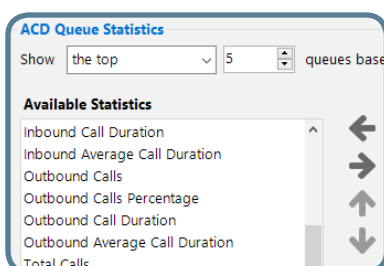 ACD Queue Statistics
Show the top 5 queues base
Available Statistics
Inbound Call Duration
Inbound Average Call Duration
Outbound Calls
Outbound Calls Percentage
Outbound Call Duration
Outbound Average Call Duration
Total Calls